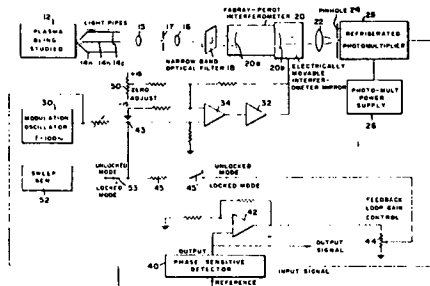 12
PLASMA
BEING
STUDIED
LIGHT PIPES
14a 14b 14c
15
17
16
NARROW BAND
OPTICAL FILTER 18
FABRAY-PEROT
INTERFEROMETER
20
20a
20b
ELECTRICALLY
MOVABLE
INTERFER-
OMETER MIRROR
22
PINHOLE 24
25
REFRIGERATED
PHOTOMULTIPLIER
PHOTO-MULT
POWER
SUPPLY
26
30
MODULATION
OSCILLATOR
50
ZERO
ADJUST
43
34
32
SWEEP
GEN
52
UNLOCKED
MODE
LOCKED
MODE
53
45
45'
UNLOCKED
MODE
LOCKED MODE
42
FEEDBACK
LOOP GAIN
CONTROL
44
OUTPUT
OUTPUT
SIGNAL
40
PHASE SENSITIVE
DETECTOR
INPUT SIGNAL
REFERENCE